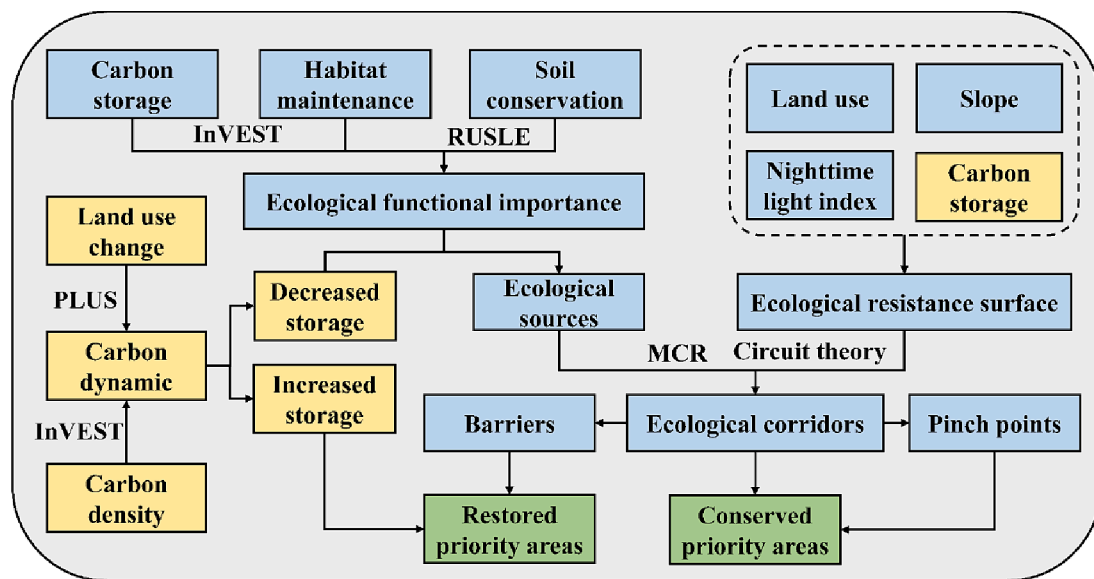 Carbon
storage
Habitat
maintenance
Soil
conservation
InVEST
RUSLE
Land use
Slope
Nighttime
light index
Carbon
storage
Ecological functional importance
Land use
change
PLUS
Decreased
storage
Ecological
sources
Ecological resistance surface
Carbon
dynamic
MCR
Circuit theory
Increased
storage
InVEST
Barriers
Ecological corridors
Pinch points
Carbon
density
Restored
priority areas
Conserved
priority areas